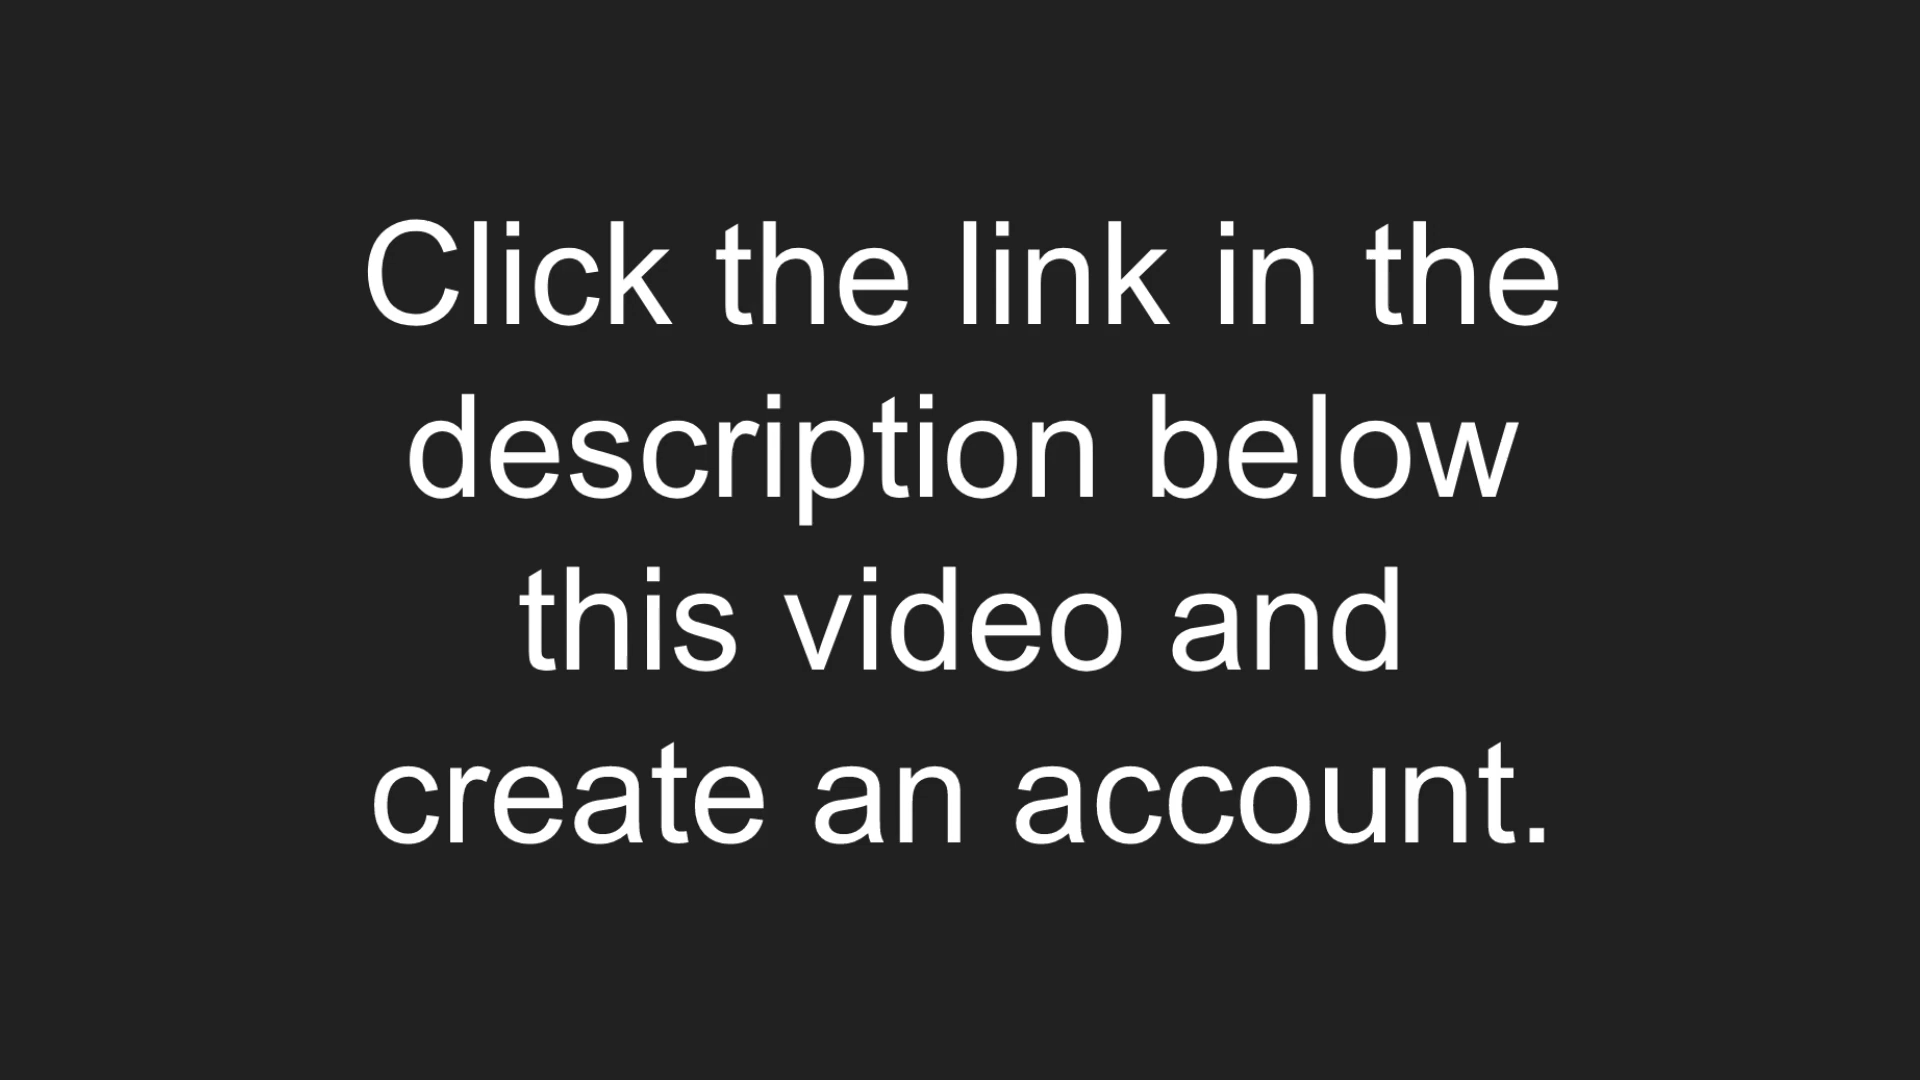 Click the link in the
description below
this video and
create an account.